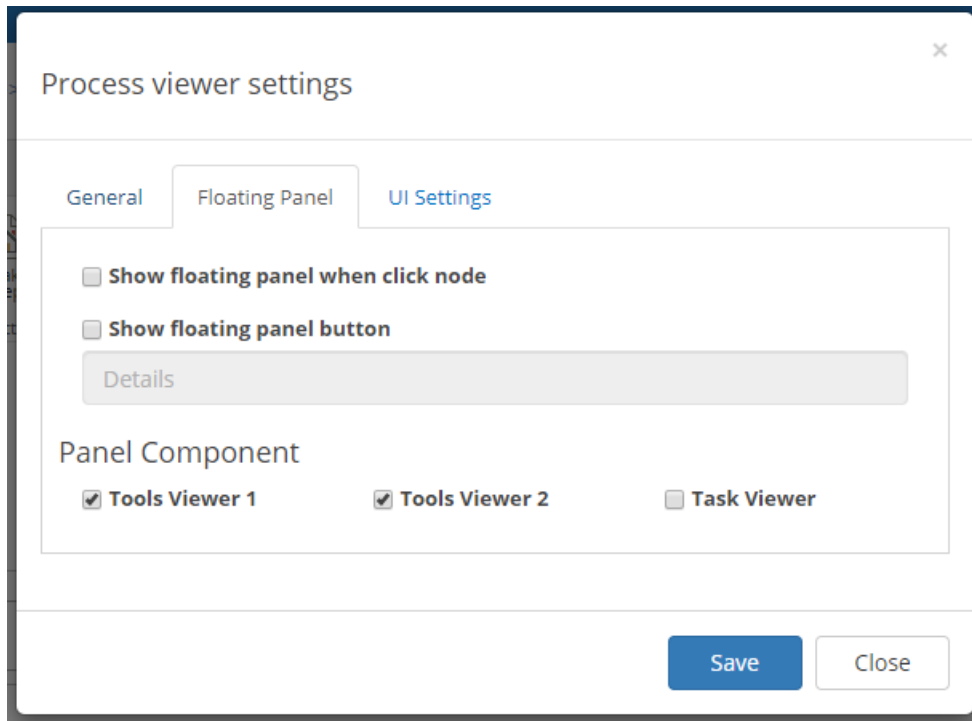 ×
Process viewer settings
General Floating Panel UI Settings
Show floating panel when click node
Show floating panel button
Details
Panel Component
Tools Viewer 1 Tools Viewer 2 Task Viewer
Save Close